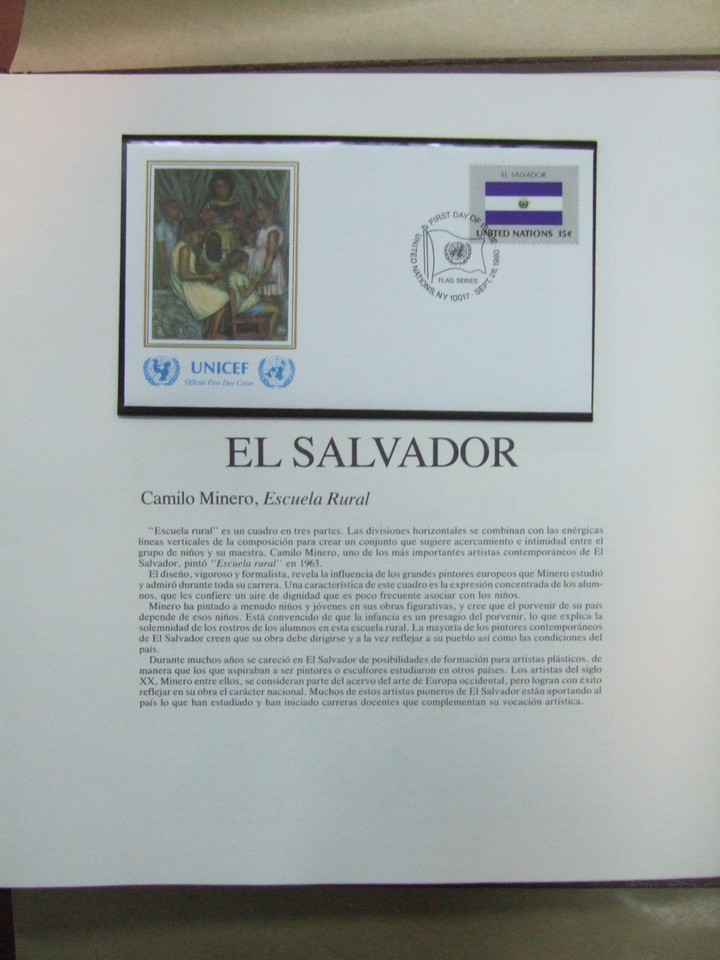 EL SALVADOR
UNITED NATIONS 15¢
FIRST DAY OF ISSUE
UNITED NATIONS, NY 10017 - SEPT. 26, 1980
FLAG SERIES
UNICEF
Official First Day Cover
EL SALVADOR
Camilo Minero, Escuela Rural
"Escuela rural" es un cuadro en tres partes. Las divisiones horizontales se combinan con las enérgicas
líneas verticales de la composición para crear un conjunto que sugiere acercamiento e intimidad entre el
grupo de niños y su maestra. Camilo Minero, uno de los más importantes artistas contemporáneos de El
Salvador, pintó "Escuela rural" en 1963.
El diseño, vigoroso y formalista, revela la influencia de los grandes pintores europeos que Minero estudió
y admiró durante toda su carrera. Una característica de este cuadro es la expresión concentrada de los alum-
nos, que les confiere un aire de dignidad que es poco frecuente asociar con los niños.
Minero ha pintado a menudo niños y jóvenes en sus obras figurativas, y cree que el porvenir de su país
depende de esos niños. Está convencido de que la infancia es un presagio del porvenir, lo que explica la
solemnidad de los rostros de los alumnos en esta escuela rural. La mayoría de los pintores contemporáneos
de El Salvador creen que su obra debe dirigirse y a la vez reflejar a su pueblo así como las condiciones del
país.
Durante muchos años se careció en El Salvador de posibilidades de formación para artistas plásticos, de
manera que los que aspiraban a ser pintores o escultores estudiaron en otros países. Los artistas del siglo
XX, Minero entre ellos, se consideran parte del acervo del arte de Europa occidental, pero logran con éxito
reflejar en su obra el carácter nacional. Muchos de estos artistas pioneros de El Salvador están aportando al
país lo que han estudiado y han iniciado carreras docentes que complementan su vocación artística.